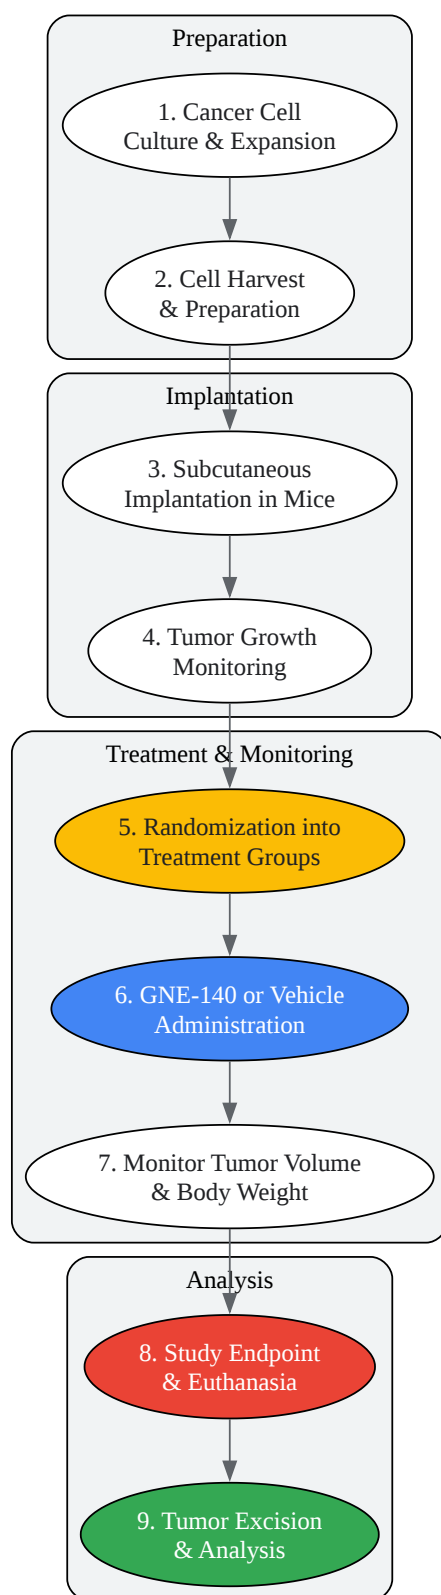 Preparation
1. Cancer Cell
Culture & Expansion
2. Cell Harvest
& Preparation
Implantation
3. Subcutaneous
Implantation in Mice
4. Tumor Growth
Monitoring
Treatment & Monitoring
5. Randomization into
Treatment Groups
6. GNE-140 or Vehicle
Administration
7. Monitor Tumor Volume
& Body Weight
Analysis
8. Study Endpoint
& Euthanasia
9. Tumor Excision
& Analysis